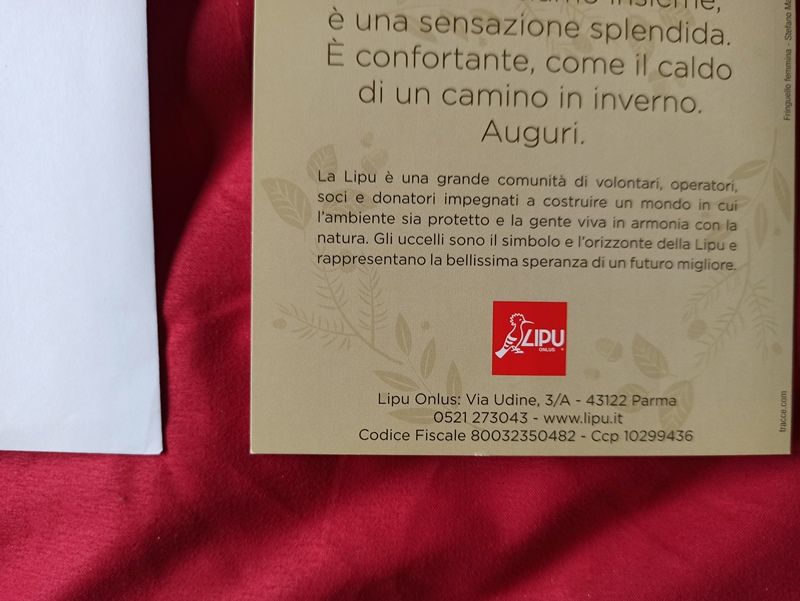 insieme,
è una sensazione splendida.
È confortante, come il caldo
di un camino in inverno.
Auguri.
La Lipu è una grande comunità di volontari, operatori,
soci e donatori impegnati a costruire un mondo in cui
l'ambiente sia protetto e la gente viva in armonia con la
natura. Gli uccelli sono il simbolo e l'orizzonte della Lipu e
rappresentano la bellissima speranza di un futuro migliore.
LIPU
ONLUS
Lipu Onlus: Via Udine, 3/A - 43122 Parma
0521 273043 - www.lipu.it
Codice Fiscale 80032350482 - Ccp 10299436
Fringuello femmina - Stefano
tracce.com